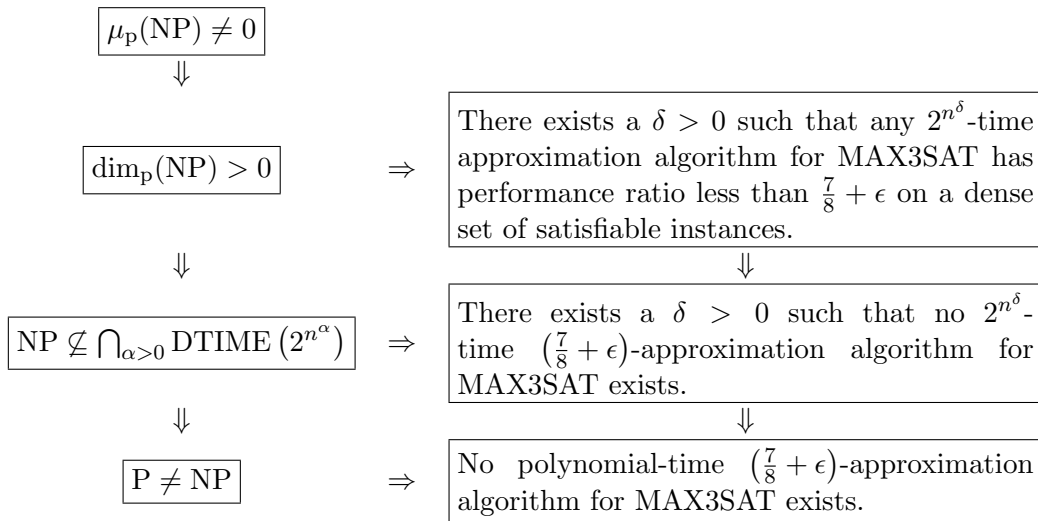 μ_p(NP) ≠ 0
⇓
dim_p(NP) > 0 ⇒
There exists a δ > 0 such that any 2^{n^δ}-time
approximation algorithm for MAX3SAT has
performance ratio less than 7/8 + ϵ on a dense
set of satisfiable instances.
⇓ ⇓
NP ⊈ ⋂_{α>0} DTIME (2^{n^α}) ⇒
There exists a δ > 0 such that no 2^{n^δ}-
time (7/8 + ϵ)-approximation algorithm for
MAX3SAT exists.
⇓ ⇓
P ≠ NP ⇒
No polynomial-time (7/8 + ϵ)-approximation
algorithm for MAX3SAT exists.